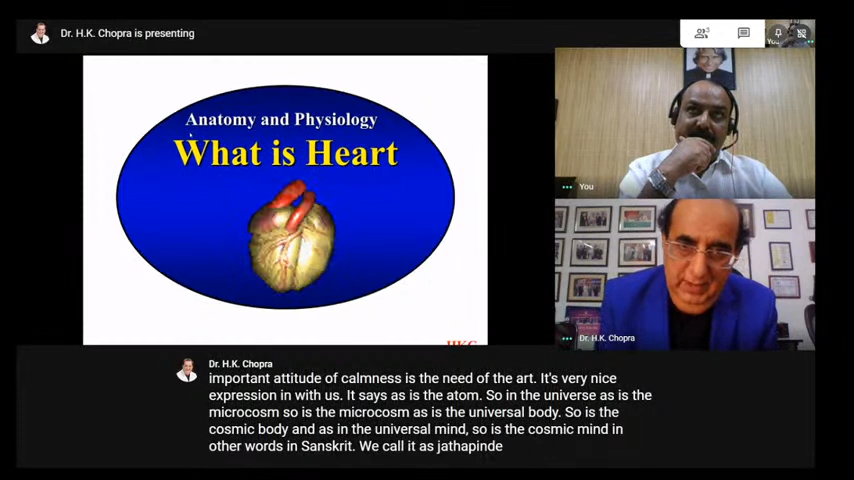 Dr. H.K. Chopra is presenting
3
You
Anatomy and Physiology
What is Heart
You
HKC
Dr. H.K. Chopra
Dr. H.K. Chopra
important attitude of calmness is the need of the art. It's very nice
expression in with us. It says as is the atom. So in the universe as is the
microcosm so is the microcosm as is the universal body. So is the
cosmic body and as in the universal mind, so is the cosmic mind in
other words in Sanskrit. We call it as jathapinde